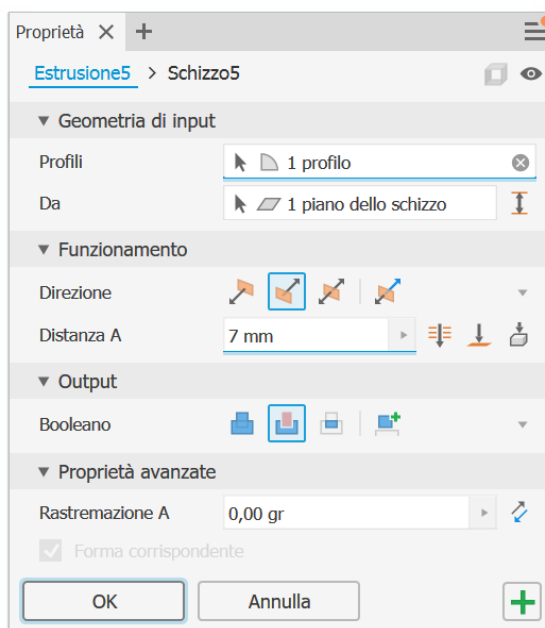 Proprietà
Estrusione5 > Schizzo5
Geometria di input
Profili 1 profilo
Da 1 piano dello schizzo
Funzionamento
Direzione
Distanza A 7 mm
Output
Booleano
Proprietà avanzate
Rastremazione A 0,00 gr
Forma corrispondente
OK Annulla